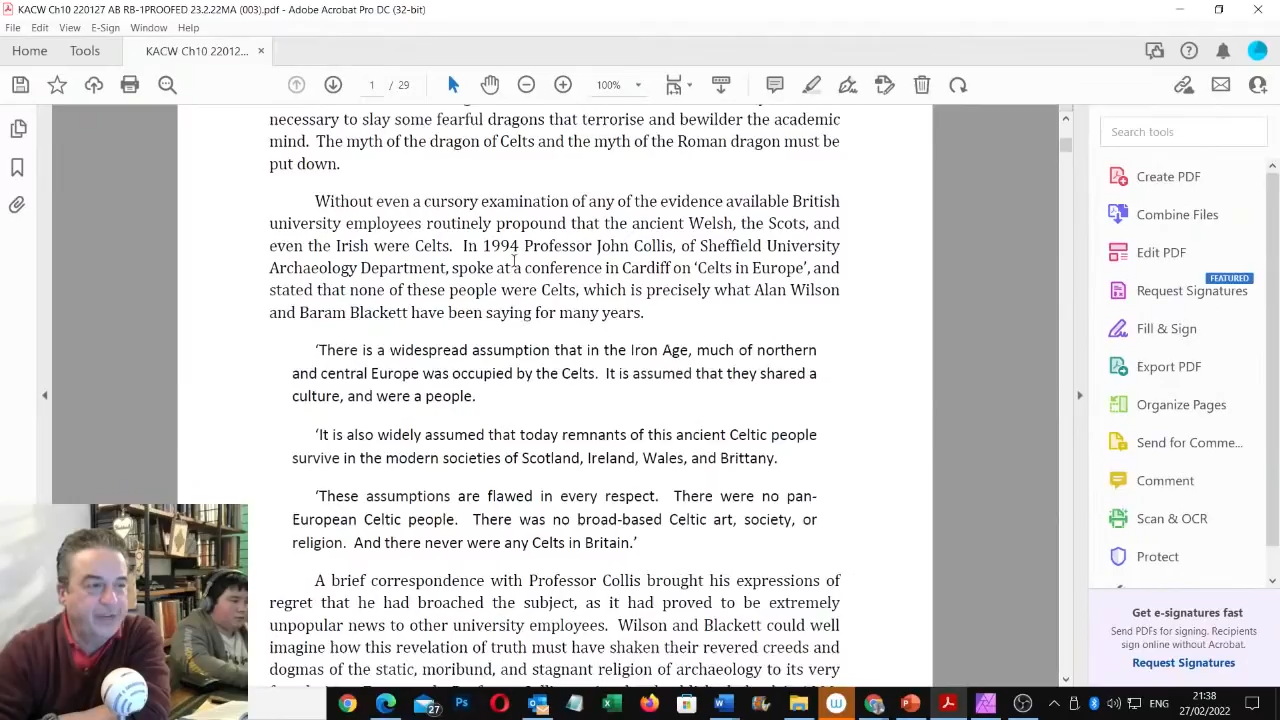 KACW Ch10 220127 AB RB-1PROOFED 23.2.22MA (003).pdf - Adobe Acrobat Pro DC (32-bit)
File Edit View E-Sign Window Help
Home Tools KACW Ch10 22012... ×
1 / 29 100%
necessary to slay some fearful dragons that terrorise and bewilder the academic
mind. The myth of the dragon of Celts and the myth of the Roman dragon must be
put down.
Without even a cursory examination of any of the evidence available British
university employees routinely propound that the ancient Welsh, the Scots, and
even the Irish were Celts. In 1994 Professor John Collis, of Sheffield University
Archaeology Department, spoke at a conference in Cardiff on ‘Celts in Europe’, and
stated that none of these people were Celts, which is precisely what Alan Wilson
and Baram Blackett have been saying for many years.
‘There is a widespread assumption that in the Iron Age, much of northern
and central Europe was occupied by the Celts. It is assumed that they shared a
culture, and were a people.
‘It is also widely assumed that today remnants of this ancient Celtic people
survive in the modern societies of Scotland, Ireland, Wales, and Brittany.
‘These assumptions are flawed in every respect. There were no pan-
European Celtic people. There was no broad-based Celtic art, society, or
religion. And there never were any Celts in Britain.’
A brief correspondence with Professor Collis brought his expressions of
regret that he had broached the subject, as it had proved to be extremely
unpopular news to other university employees. Wilson and Blackett could well
imagine how this revelation of truth must have shaken their revered creeds and
dogmas of the static, moribund, and stagnant religion of archaeology to its very
Search tools
Create PDF
Combine Files
Edit PDF
FEATURED
Request Signatures
Fill & Sign
Export PDF
Organize Pages
Send for Comme...
Comment
Scan & OCR
Protect
Get e-signatures fast
Send PDFs for signing. Recipients
sign online without Acrobat.
Request Signatures
27
ENG
21:38
27/02/2022